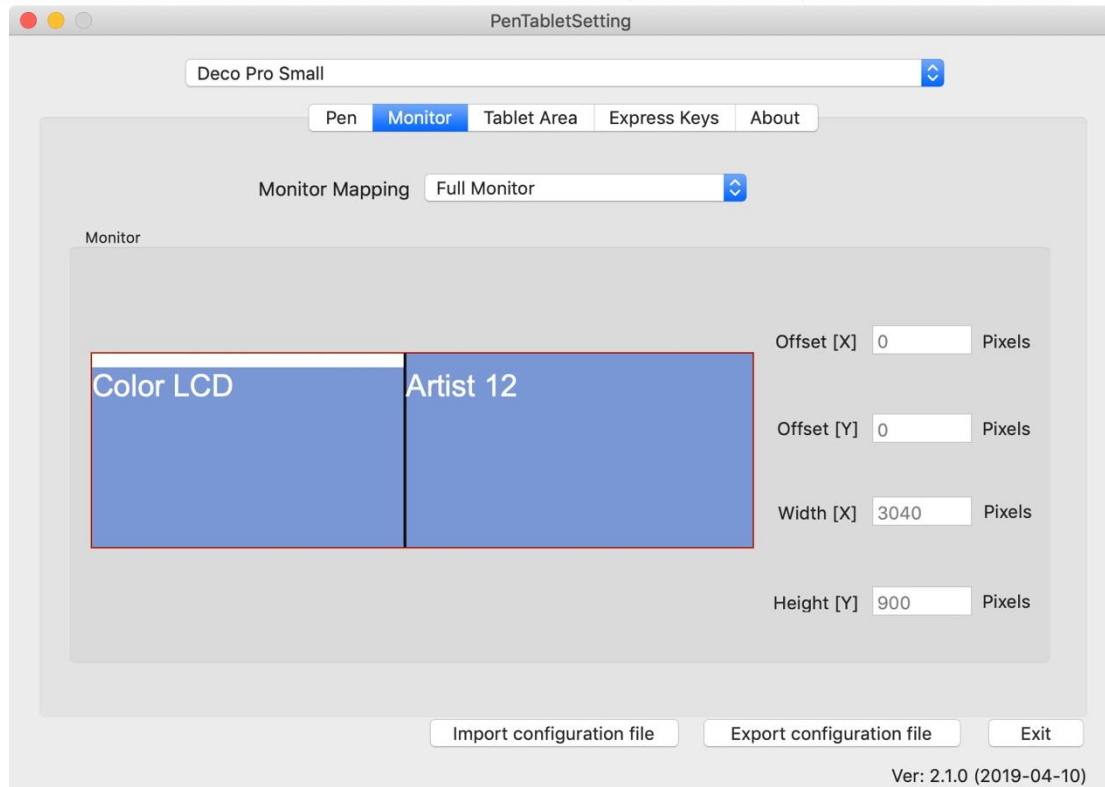 PenTabletSetting
Deco Pro Small
Pen Monitor Tablet Area Express Keys About
Monitor Mapping Full Monitor
Monitor
Offset [X] 0 Pixels
Color LCD Artist 12
Offset [Y] 0 Pixels
Width [X] 3040 Pixels
Height [Y] 900 Pixels
Import configuration file Export configuration file Exit
Ver: 2.1.0 (2019-04-10)